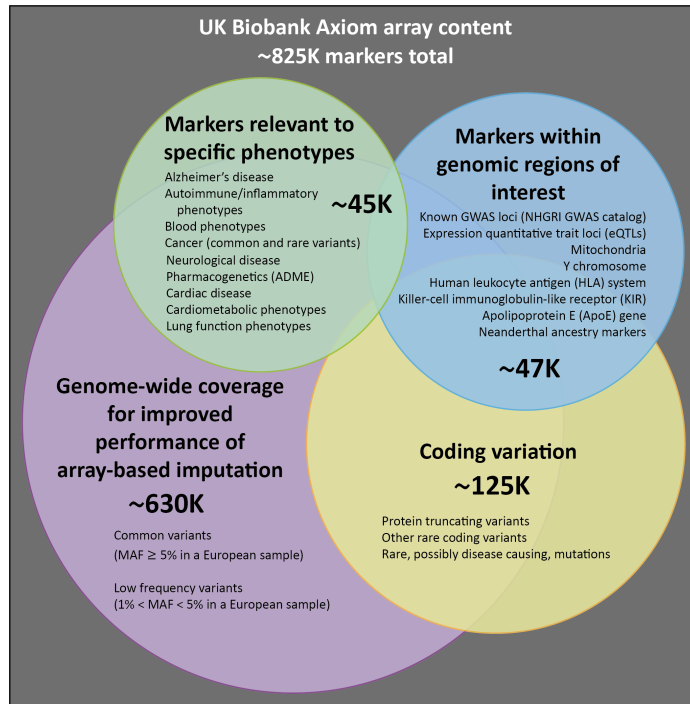 UK Biobank Axiom array content
~825K markers total
Markers relevant to
specific phenotypes
Alzheimer's disease
Autoimmune/inflammatory
phenotypes
Blood phenotypes
Cancer (common and rare variants)
Neurological disease
Pharmacogenetics (ADME)
Cardiac disease
Cardiometabolic phenotypes
Lung function phenotypes
~45K
Markers within
genomic regions of
interest
Known GWAS loci (NHGRI GWAS catalog)
Expression quantitative trait loci (eQTLs)
Mitochondria
Y chromosome
Human leukocyte antigen (HLA) system
Killer-cell immunoglobulin-like receptor (KIR)
Apolipoprotein E (ApoE) gene
Neanderthal ancestry markers
~47K
Genome-wide coverage
for improved
performance of
array-based imputation
~630K
Common variants
(MAF ≥ 5% in a European sample)
Low frequency variants
(1% < MAF < 5% in a European sample)
Coding variation
~125K
Protein truncating variants
Other rare coding variants
Rare, possibly disease causing, mutations